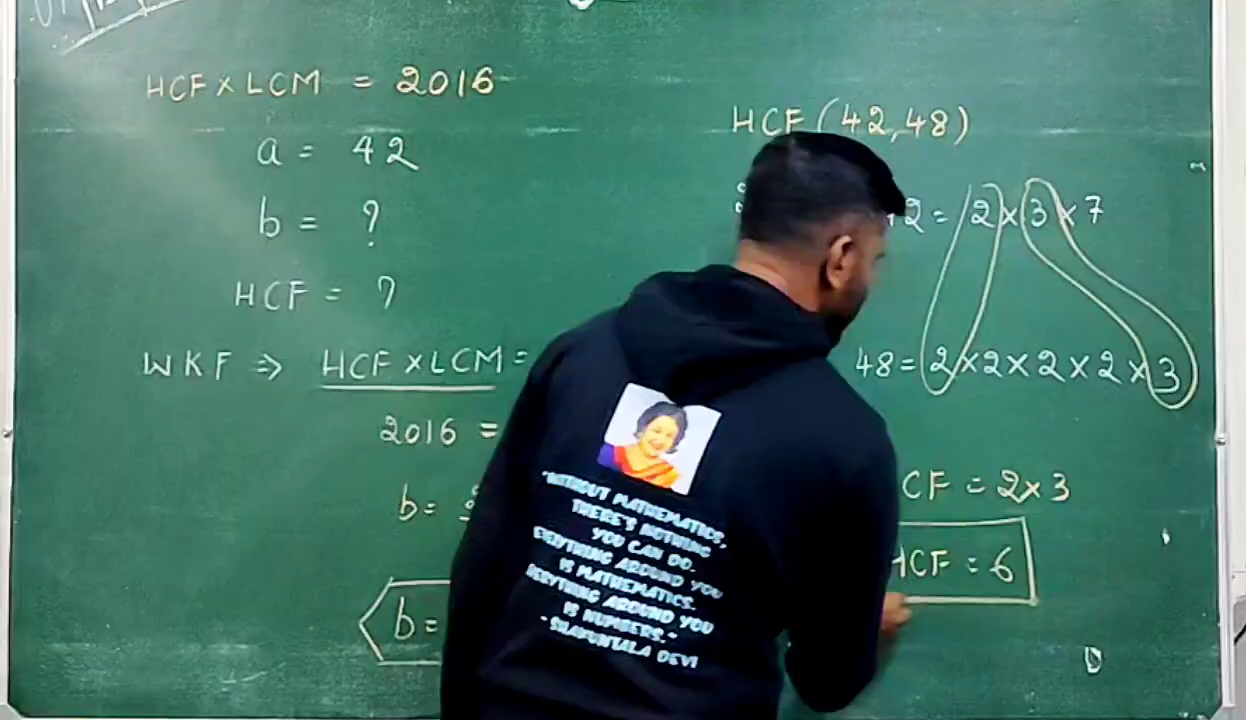 HCF x LCM = 2016
a = 42
b = ?
HCF = ?
WKF => HCF x LCM =
2016 =
b =
b =
HCF (42,48)
42 = 2 x 3 x 7
48 = 2 x 2 x 2 x 2 x 3
CF = 2 x 3
HCF = 6
"WITHOUT MATHEMATICS,
THERE'S NOTHING
YOU CAN DO.
EVERYTHING AROUND YOU
IS MATHEMATICS.
EVERYTHING AROUND YOU
IS NUMBERS."
- SHAKUNTALA DEVI